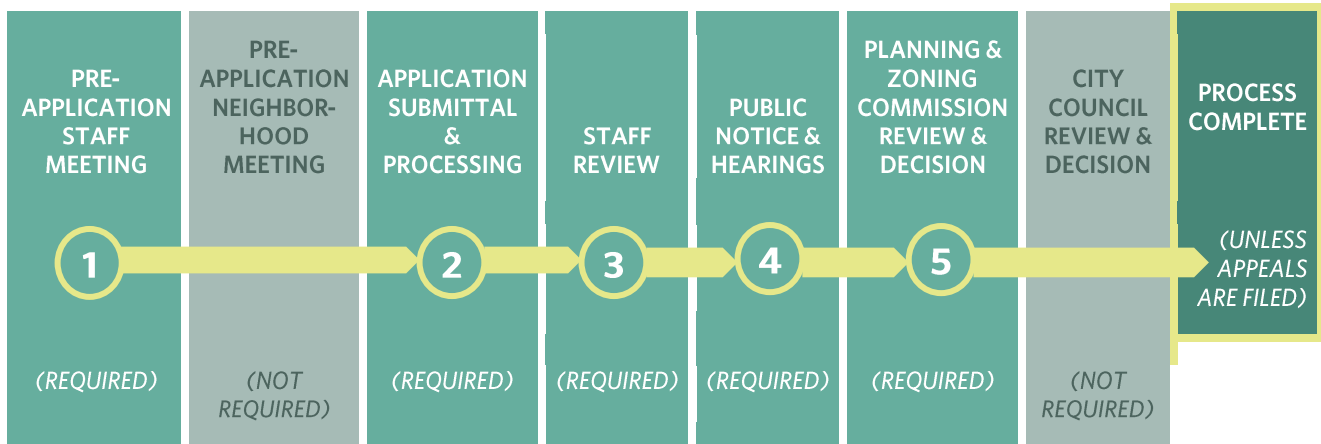 PRE-
APPLICATION
STAFF
MEETING
1
(REQUIRED)
PRE-
APPLICATION
NEIGHBOR-
HOOD
MEETING
(NOT
REQUIRED)
APPLICATION
SUBMITTAL
&
PROCESSING
2
(REQUIRED)
STAFF
REVIEW
3
(REQUIRED)
PUBLIC
NOTICE &
HEARINGS
4
(REQUIRED)
PLANNING &
ZONING
COMMISSION
REVIEW &
DECISION
5
(REQUIRED)
CITY
COUNCIL
REVIEW &
DECISION
(NOT
REQUIRED)
PROCESS
COMPLETE
(UNLESS
APPEALS
ARE FILED)